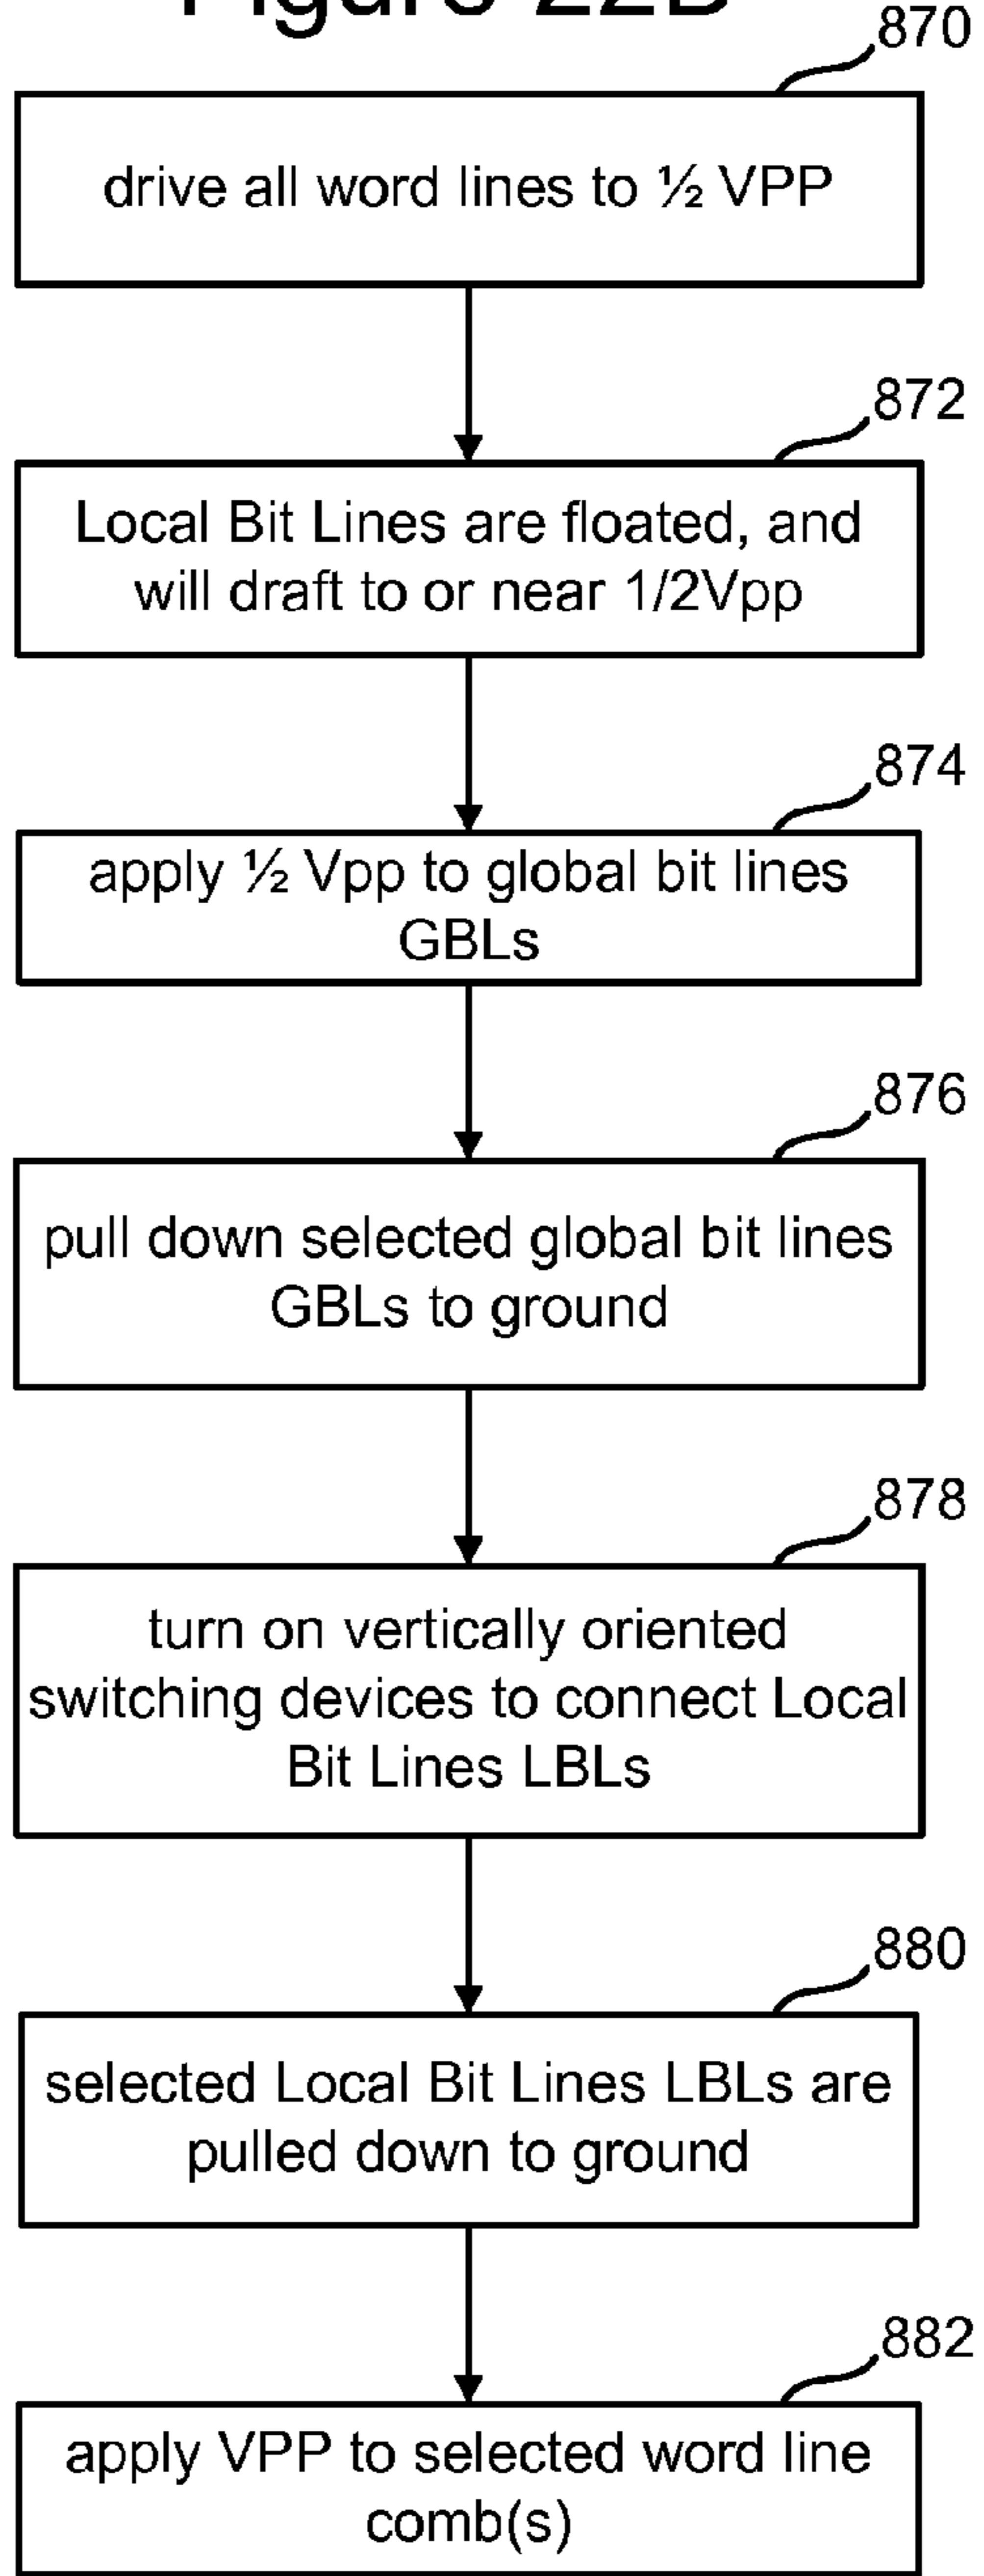 Figure 22B
870
drive all word lines to ½ VPP
872
Local Bit Lines are floated, and
will draft to or near 1/2Vpp
874
apply ½ Vpp to global bit lines
GBLs
876
pull down selected global bit lines
GBLs to ground
878
turn on vertically oriented
switching devices to connect Local
Bit Lines LBLs
880
selected Local Bit Lines LBLs are
pulled down to ground
882
apply VPP to selected word line
comb(s)